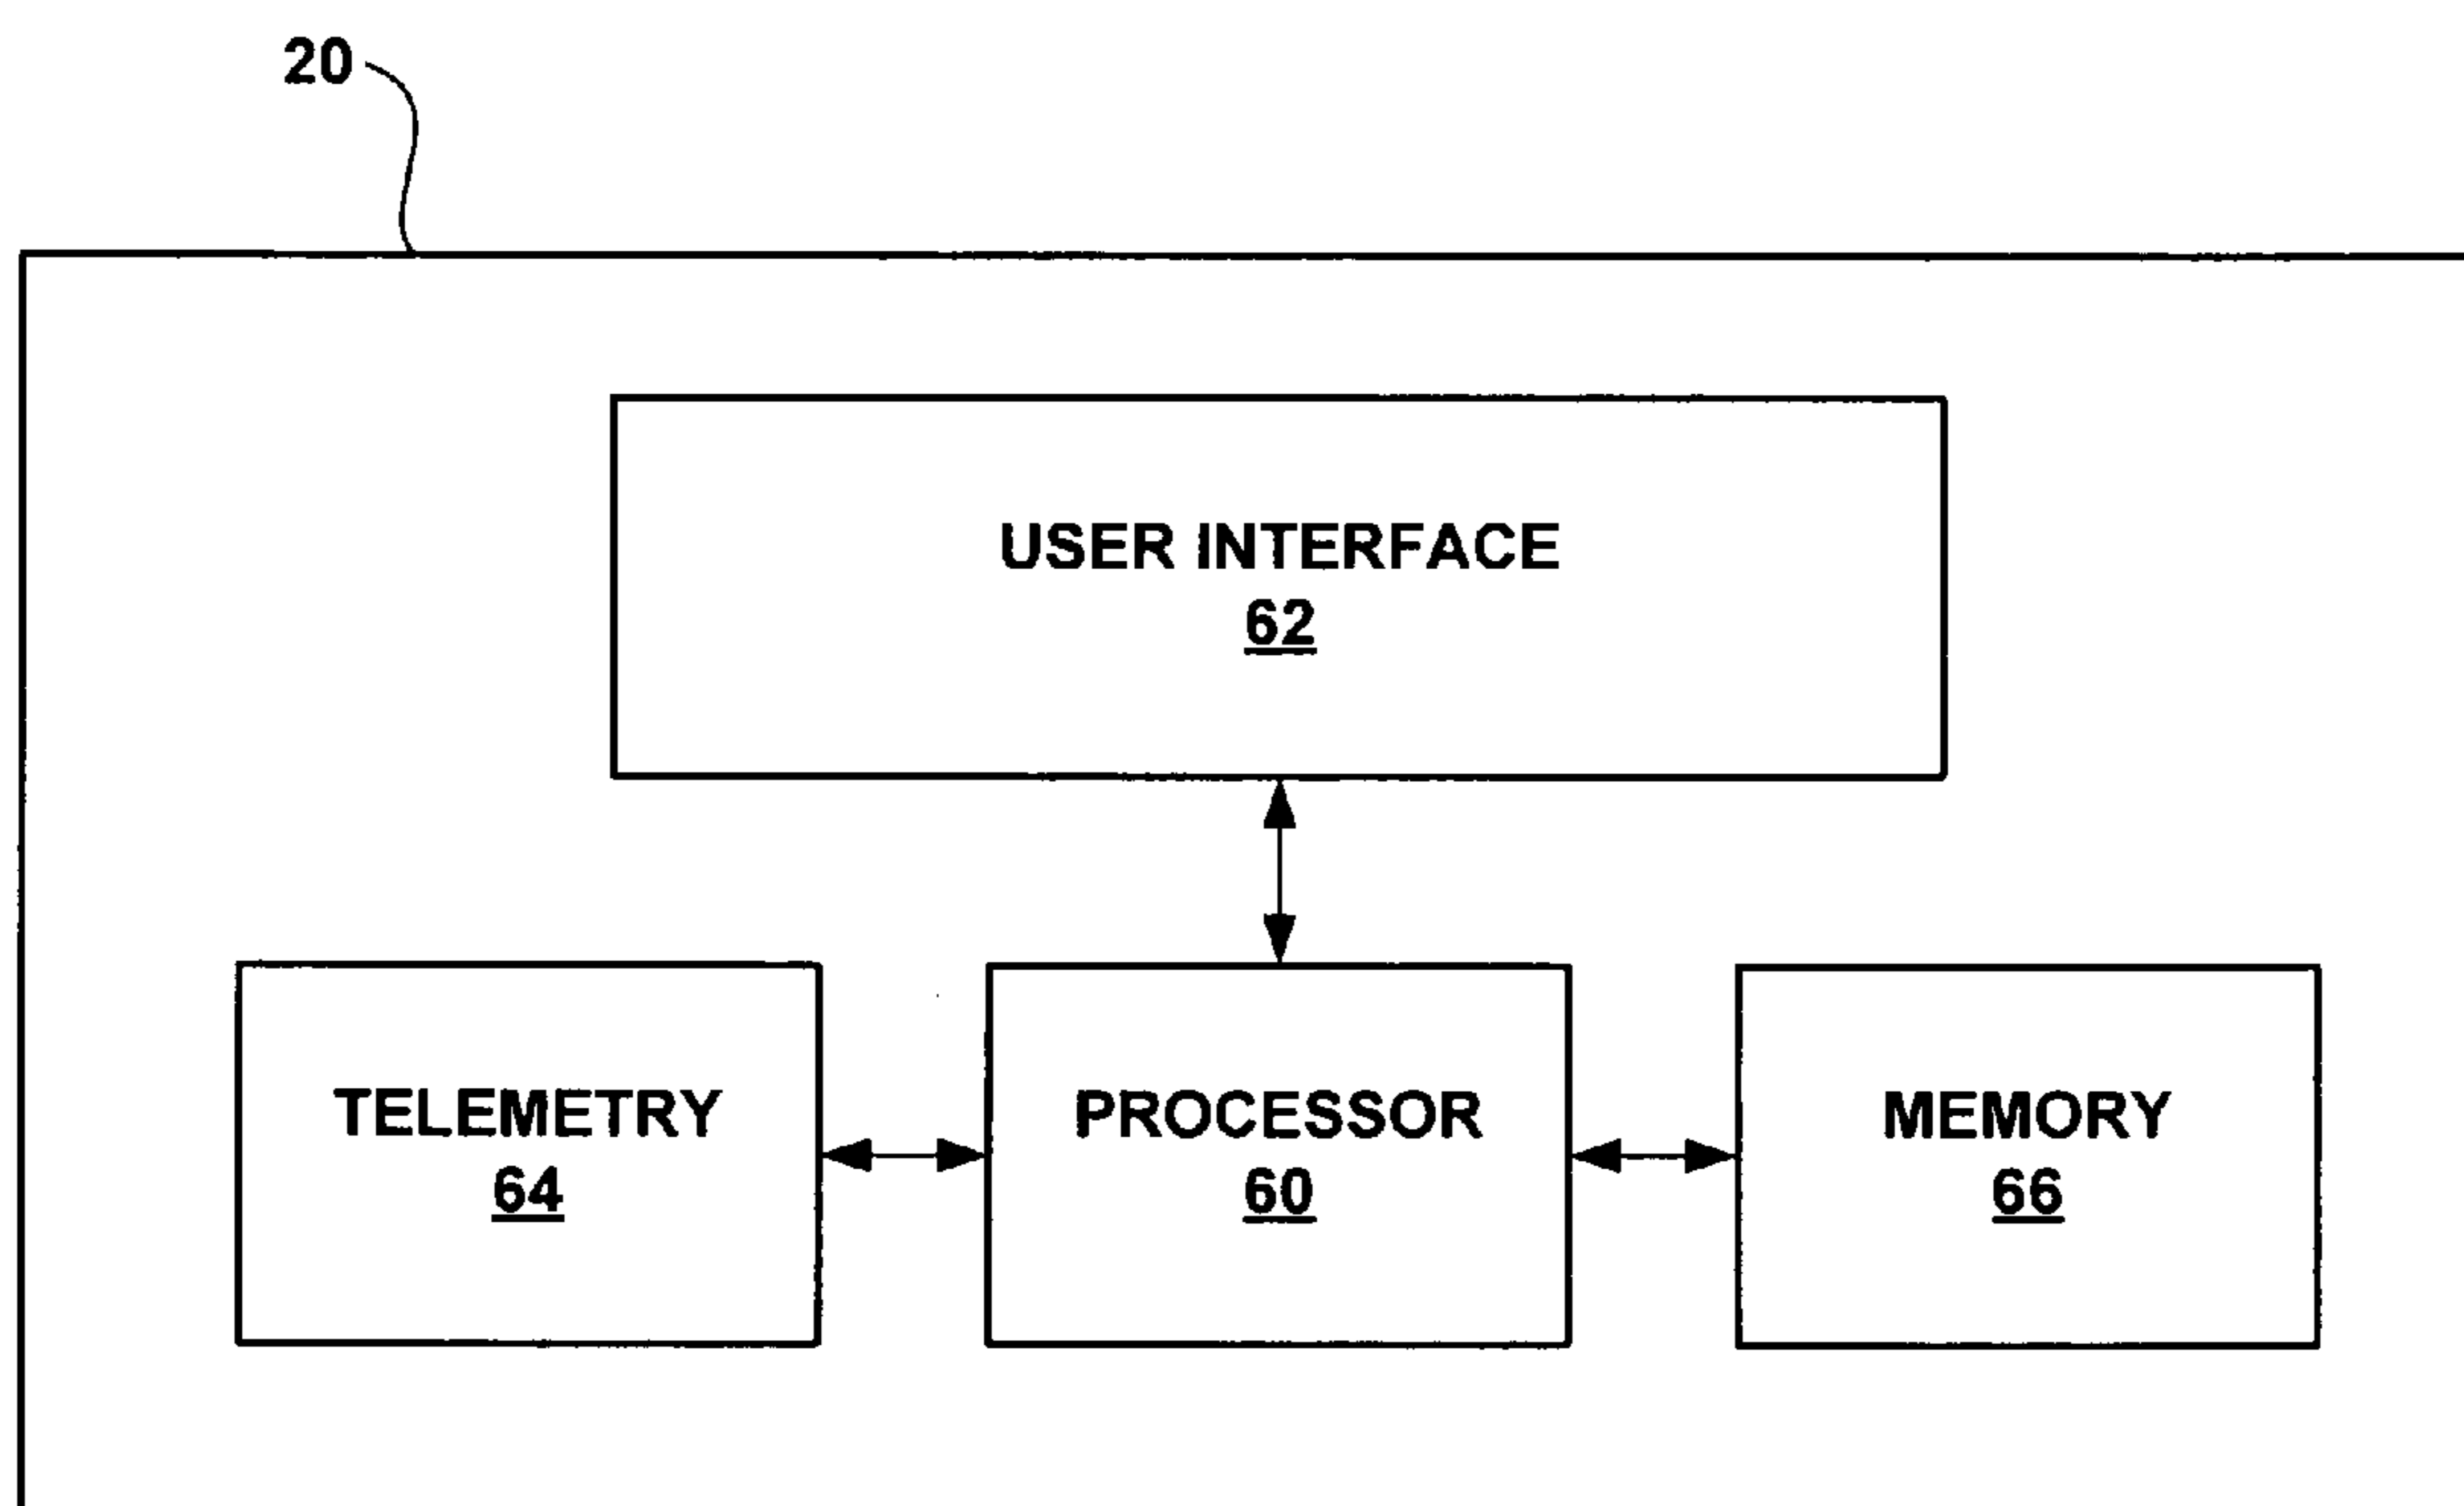 20
USER INTERFACE
62
TELEMETRY
64
PROCESSOR
60
MEMORY
66